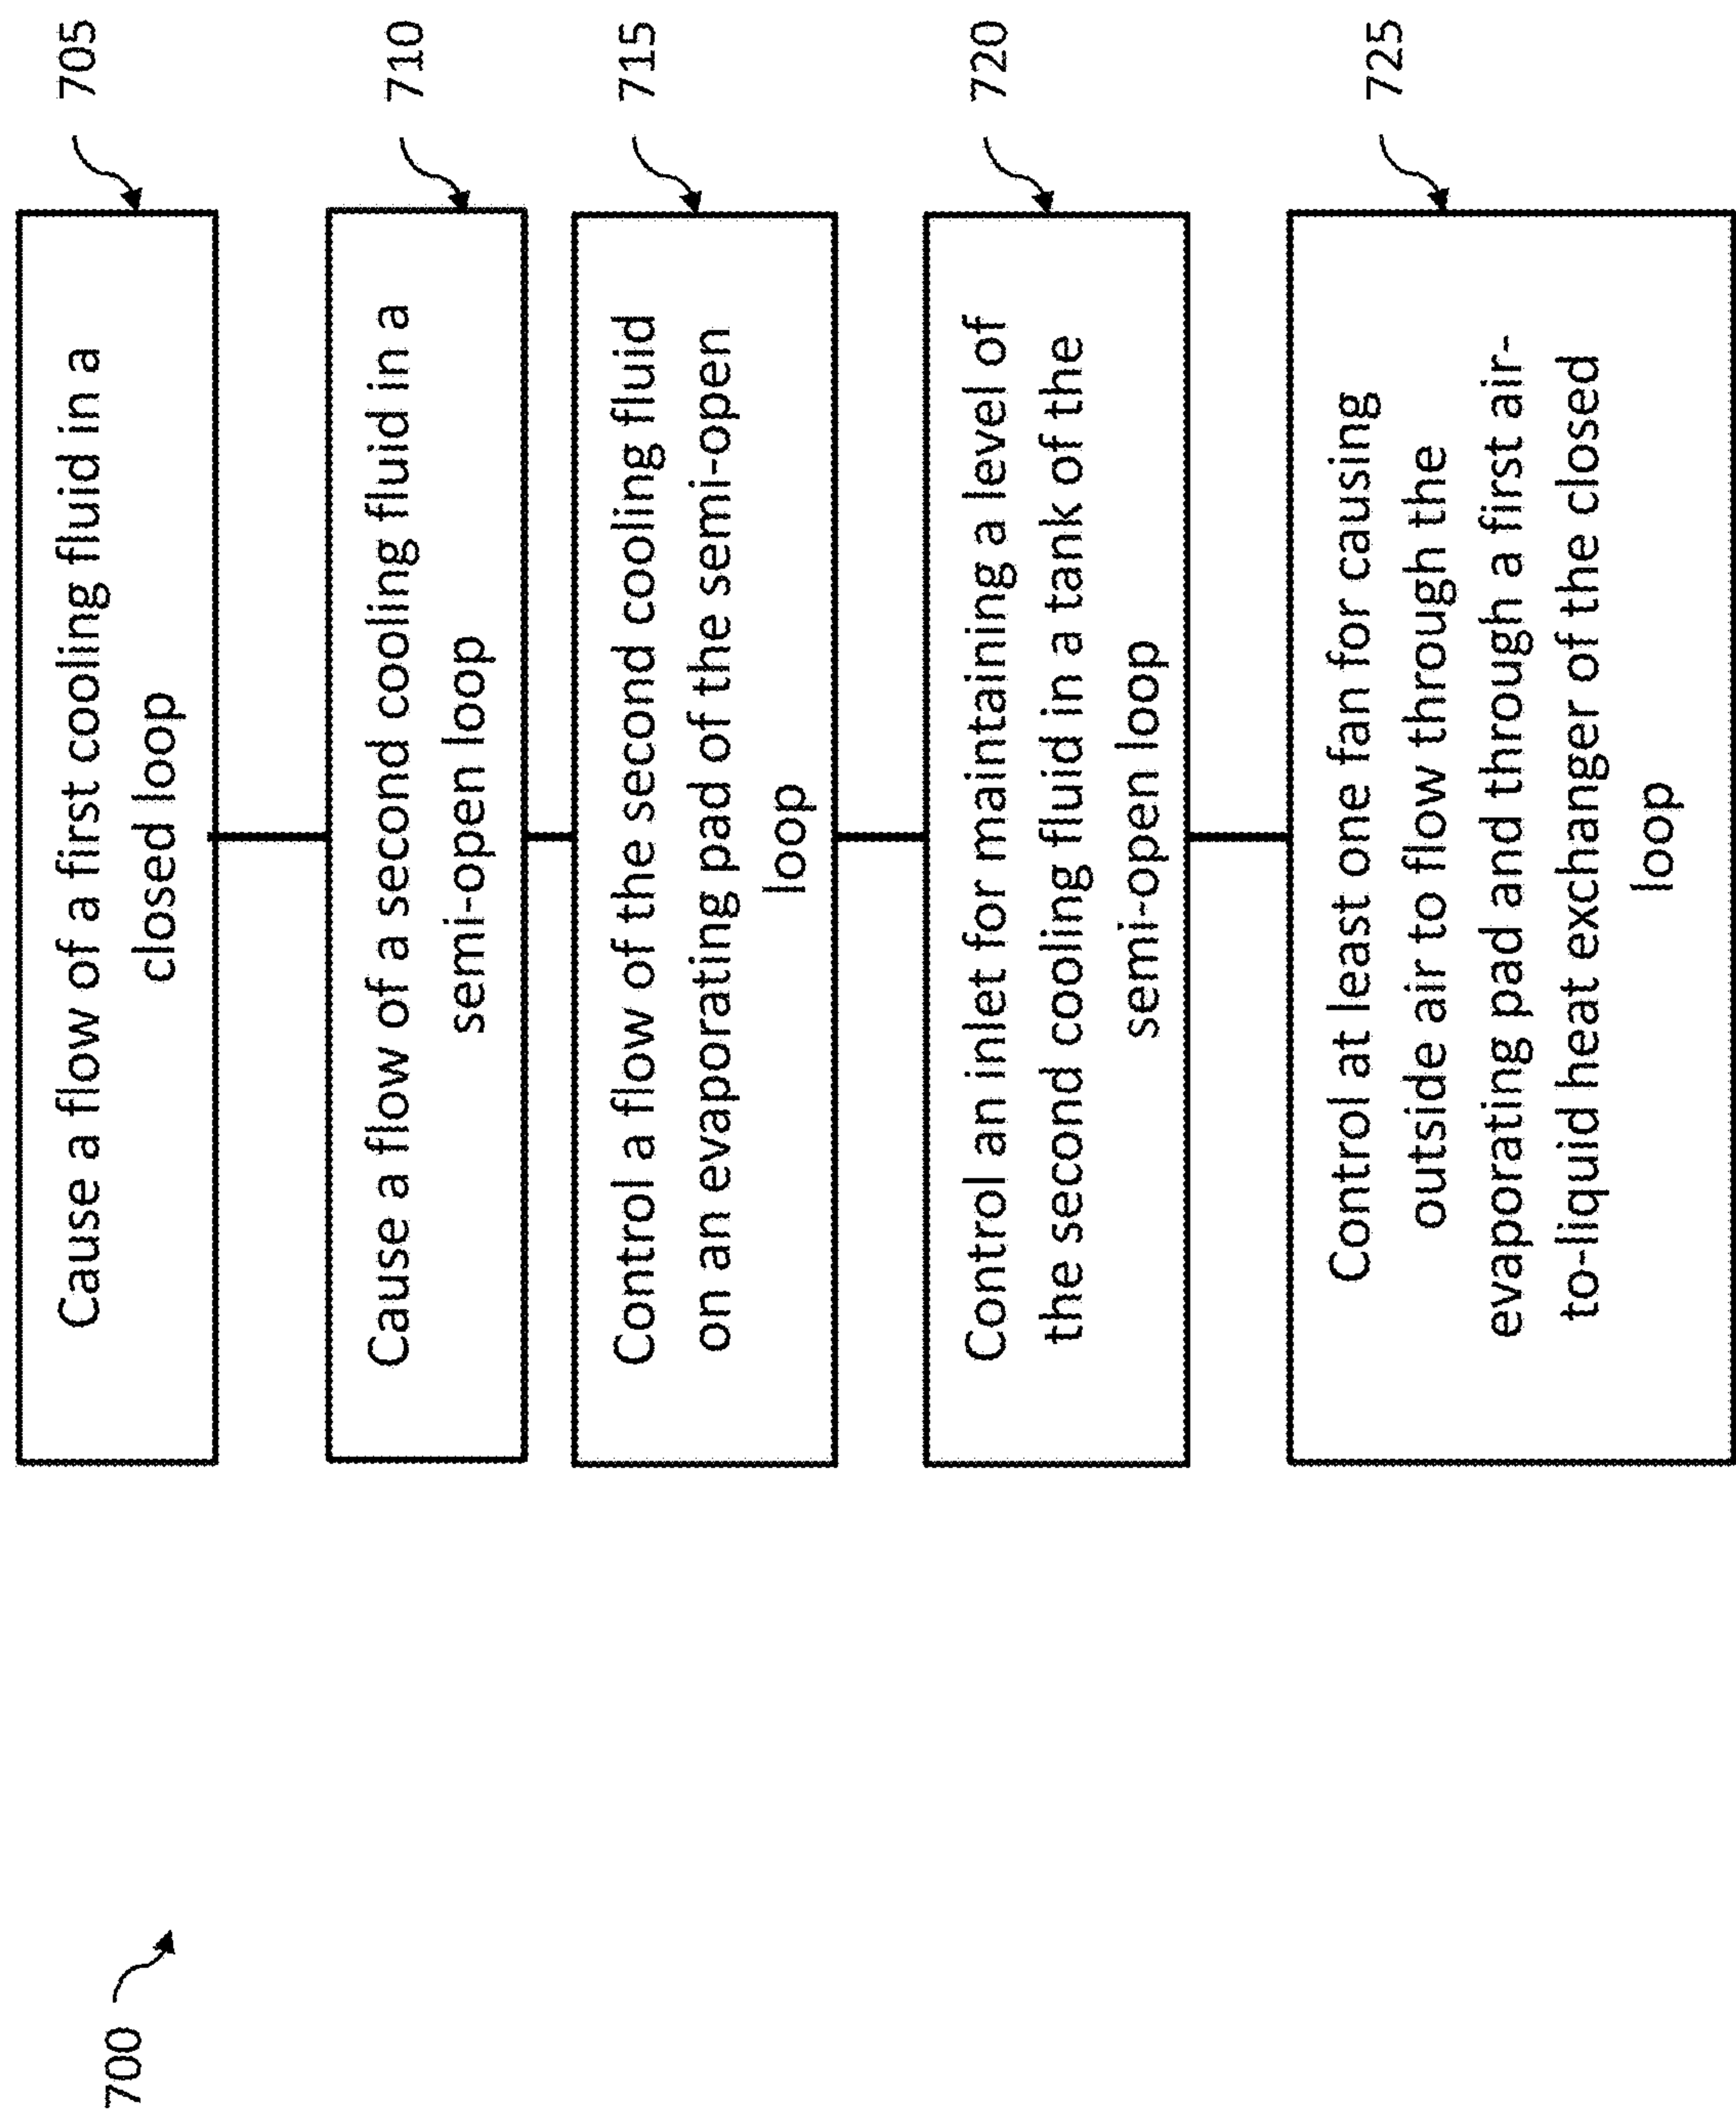 700
Cause a flow of a first cooling fluid in a
closed loop
705
Cause a flow of a second cooling fluid in a
semi-open loop
710
Control a flow of the second cooling fluid
on an evaporating pad of the semi-open
loop
715
Control an inlet for maintaining a level of
the second cooling fluid in a tank of the
semi-open loop
720
Control at least one fan for causing
outside air to flow through the
evaporating pad and through a first air-
to-liquid heat exchanger of the closed
loop
725